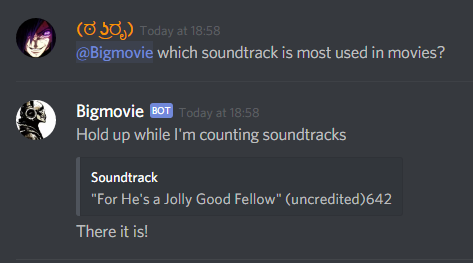 (ಠ ͜ʖರೃ) Today at 18:58
@Bigmovie which soundtrack is most used in movies?
Bigmovie BOT Today at 18:58
Hold up while I'm counting soundtracks
Soundtrack
"For He's a Jolly Good Fellow" (uncredited)642
There it is!